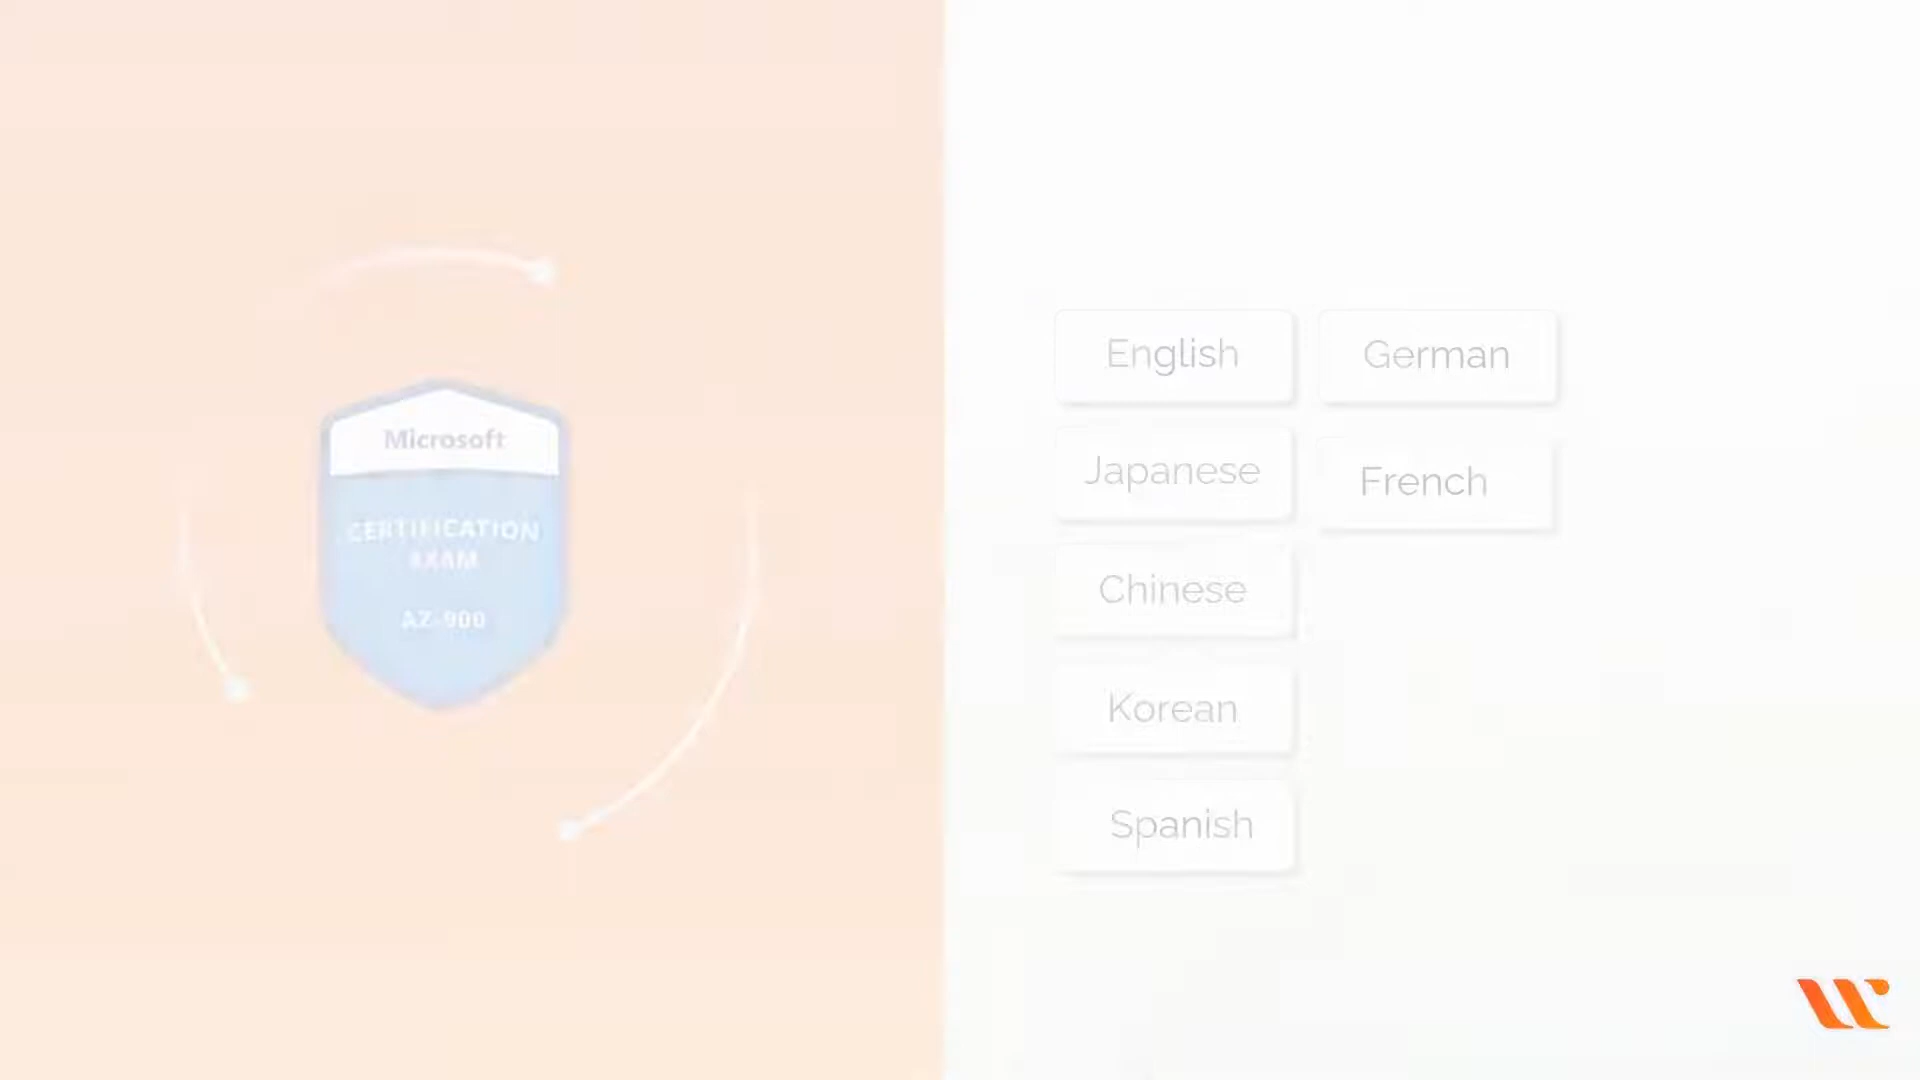 Microsoft
CERTIFICATION
EXAM
AZ-900
English
German
Japanese
French
Chinese
Korean
Spanish